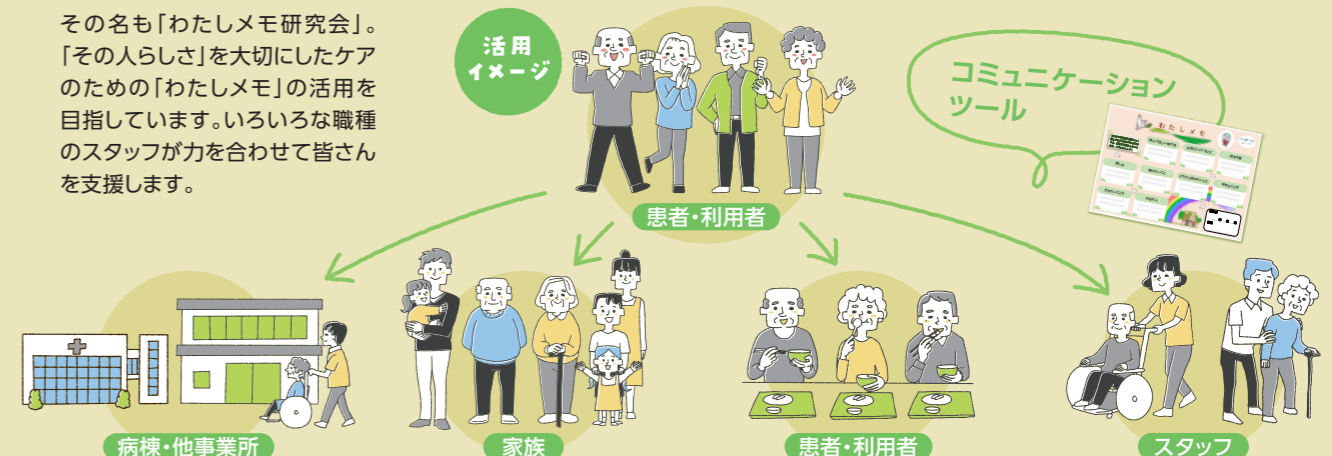 その名も「わたしメモ研究会」。
「その人らしさ」を大切にしたケア
のための「わたしメモ」の活用を
目指しています。いろいろな職種
のスタッフが力を合わせて皆さん
を支援します。
活用
イメージ
コミュニケーション
ツール
わたしメモ
患者・利用者
病棟・他事業所
家族
患者・利用者
スタッフ